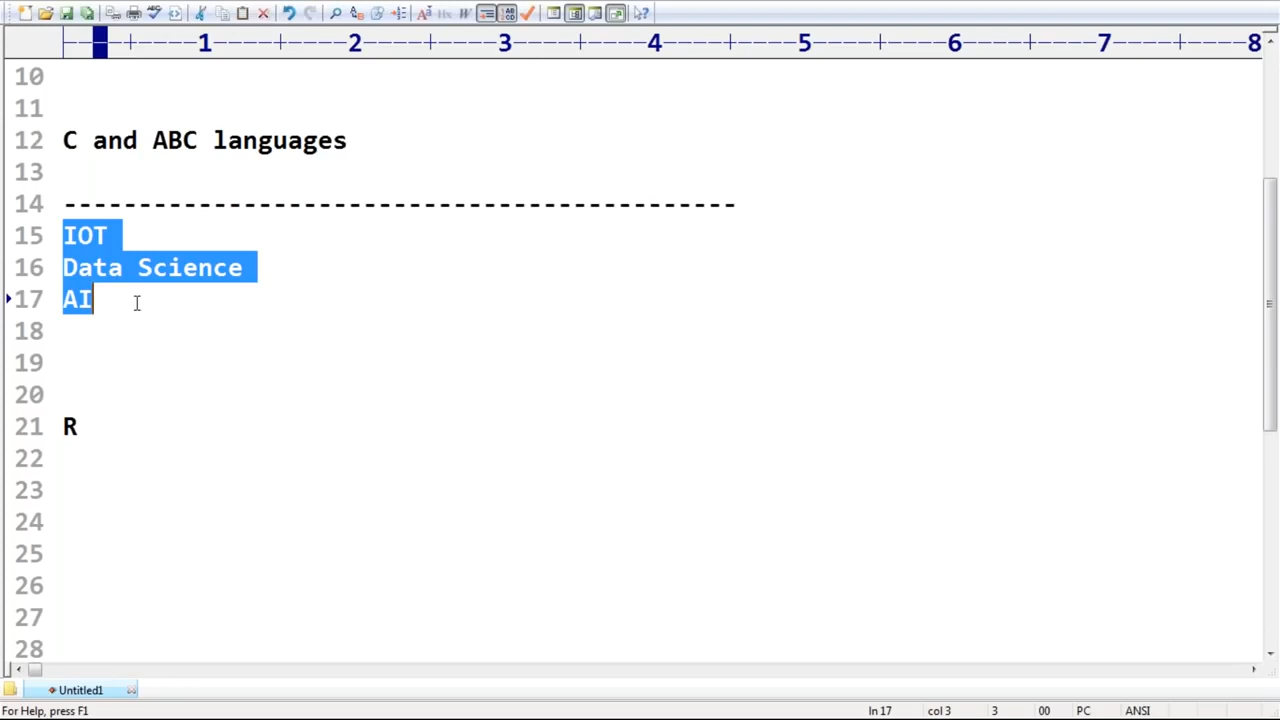 1 2 3 4 5 6 7 8
10
11
12 C and ABC languages
13
14 ---------------------------------------------
15 IOT
16 Data Science
17 AI
18
19
20
21 R
22
23
24
25
26
27
28
Untitled1
For Help, press F1 ln 17 col 3 3 00 PC ANSI